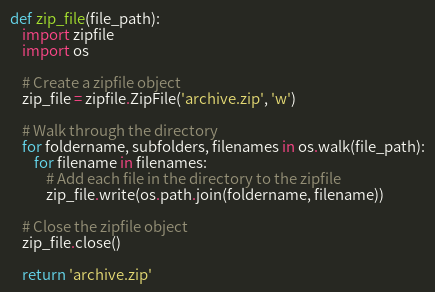 def zip_file(file_path):
    import zipfile
    import os

    # Create a zipfile object
    zip_file = zipfile.ZipFile('archive.zip', 'w')

    # Walk through the directory
    for foldername, subfolders, filenames in os.walk(file_path):
        for filename in filenames:
            # Add each file in the directory to the zipfile
            zip_file.write(os.path.join(foldername, filename))

    # Close the zipfile object
    zip_file.close()

    return 'archive.zip'